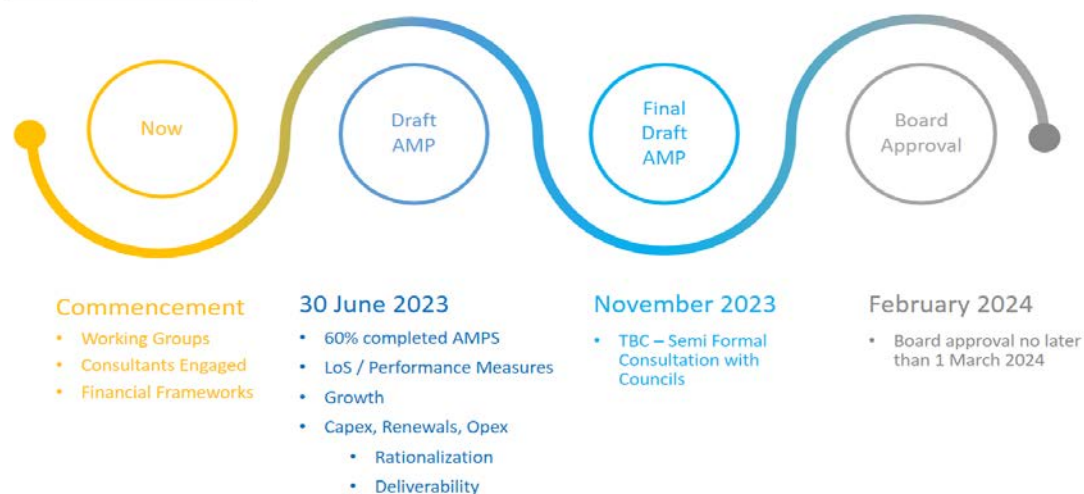 Now
Draft
AMP
Final
Draft
AMP
Board
Approval
Commencement
• Working Groups
• Consultants Engaged
• Financial Frameworks
30 June 2023
• 60% completed AMPS
• LoS / Performance Measures
• Growth
• Capex, Renewals, Opex
• Rationalization
• Deliverability
November 2023
• TBC – Semi Formal
Consultation with
Councils
February 2024
• Board approval no later
than 1 March 2024